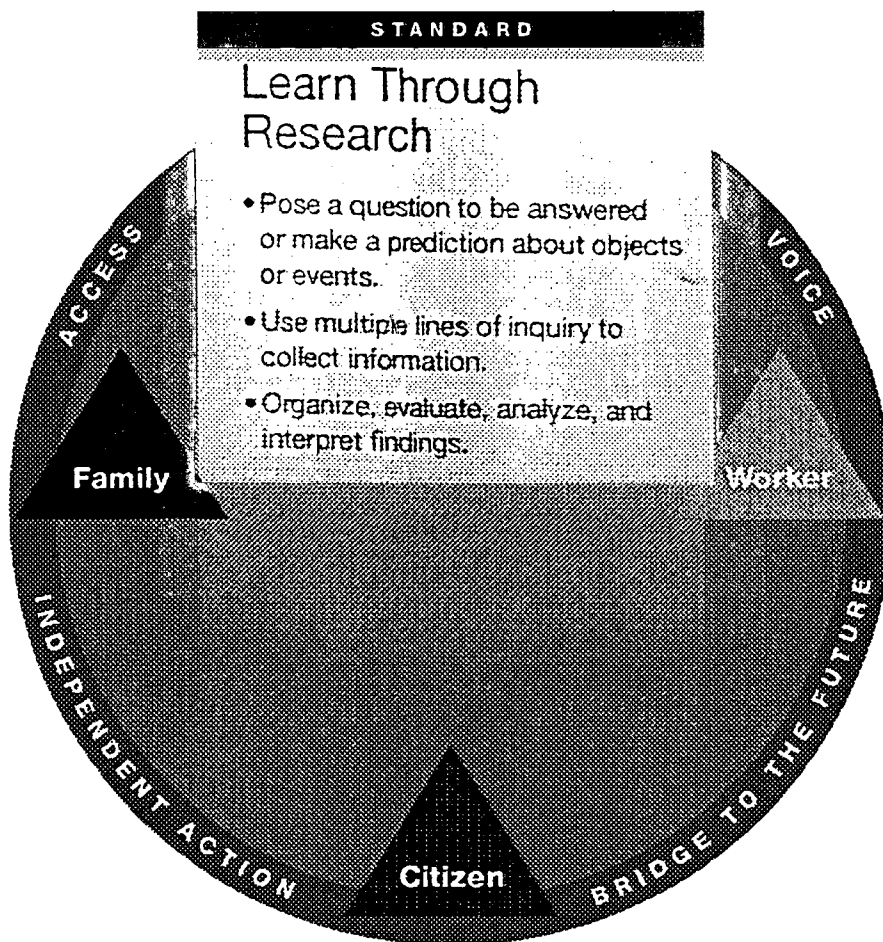 STANDARD
Learn Through
Research
• Pose a question to be answered
or make a prediction about objects
or events.
• Use multiple lines of inquiry to
collect information.
• Organize, evaluate, analyze, and
interpret findings.
ACCESS
VOICE
Family
Worker
INDEPENDENT ACTION
BRIDGE TO THE FUTURE
Citizen